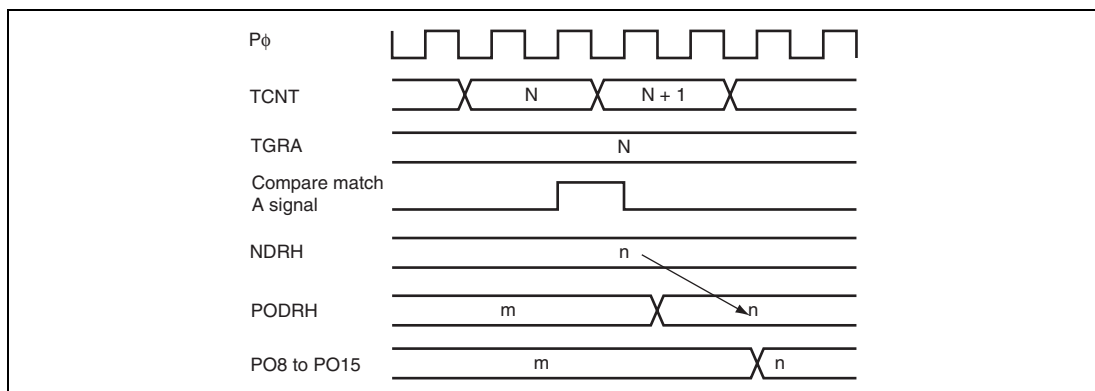 Pφ
TCNT
N
N + 1
TGRA
N
Compare match
A signal
NDRH
n
PODRH
m
n
PO8 to PO15
m
n